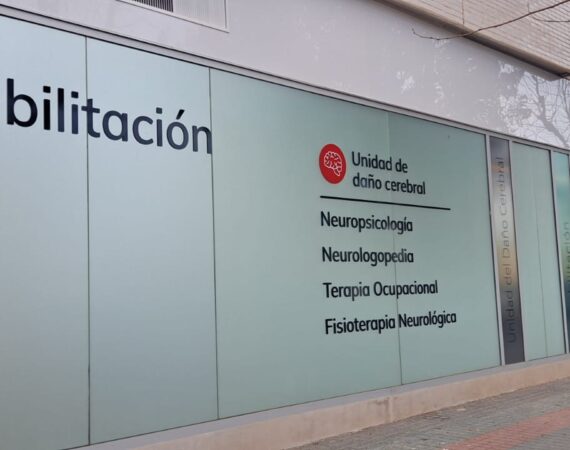 bilitación
Unidad de
daño cerebral
Neuropsicología
Neurologopedia
Terapia Ocupacional
Fisioterapia Neurológica
Unidad del Daño Cerebral